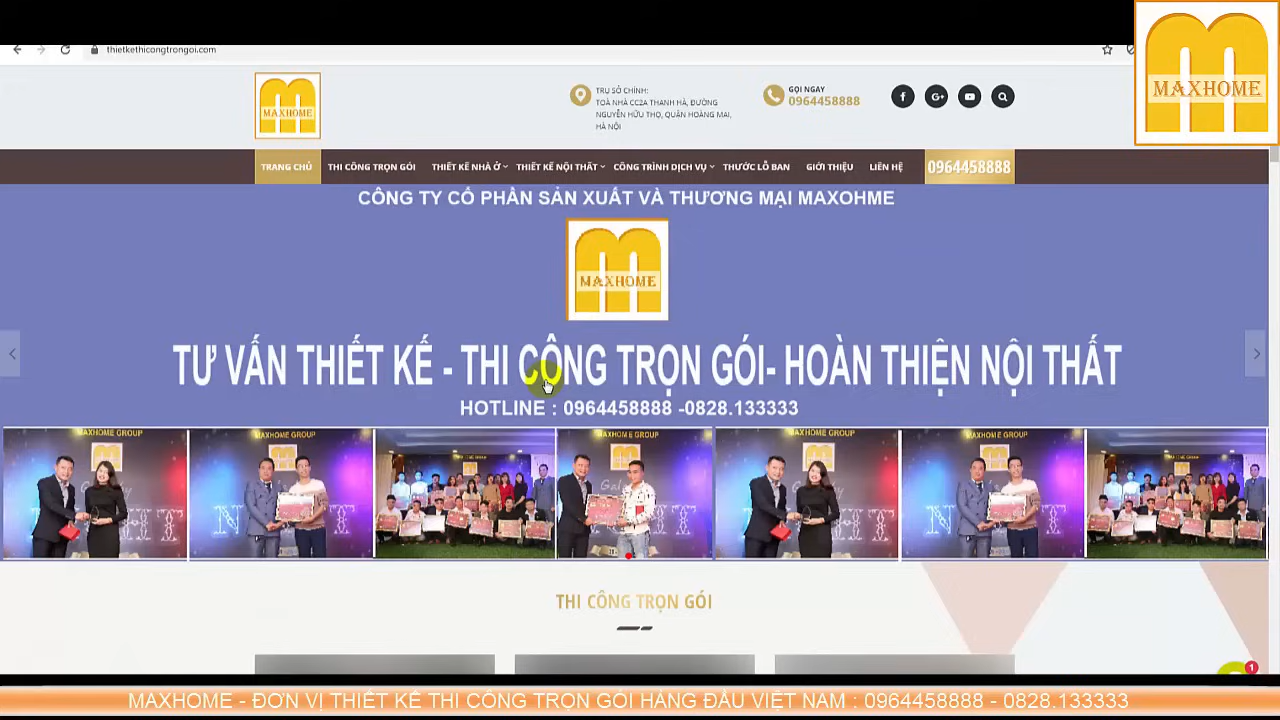 thietkethicongtrongoi.com
MAXHOME
MAXHOME
TRỤ SỞ CHÍNH:
TOÀ NHÀ CC2A THANH HÀ, ĐƯỜNG
NGUYỄN HỮU THỌ, QUẬN HOÀNG MAI,
HÀ NỘI
GỌI NGAY
0964458888
TRANG CHỦ THI CÔNG TRỌN GÓI THIẾT KẾ NHÀ Ở THIẾT KẾ NỘI THẤT CÔNG TRÌNH DỊCH VỤ THƯỚC LỖ BAN GIỚI THIỆU LIÊN HỆ 0964458888
CÔNG TY CỔ PHẦN SẢN XUẤT VÀ THƯƠNG MẠI MAXOHME
MAXHOME
TƯ VẤN THIẾT KẾ - THI CÔNG TRỌN GÓI- HOÀN THIỆN NỘI THẤT
HOTLINE : 0964458888 -0828.133333
MAXHOME GROUP MAXHOME GROUP MAXHOME GROUP MAXHOME GROUP MAXHOME GROUP
THI CÔNG TRỌN GÓI
1
MAXHOME - ĐƠN VỊ THIẾT KẾ THI CÔNG TRỌN GÓI HÀNG ĐẦU VIỆT NAM : 0964458888 - 0828.133333